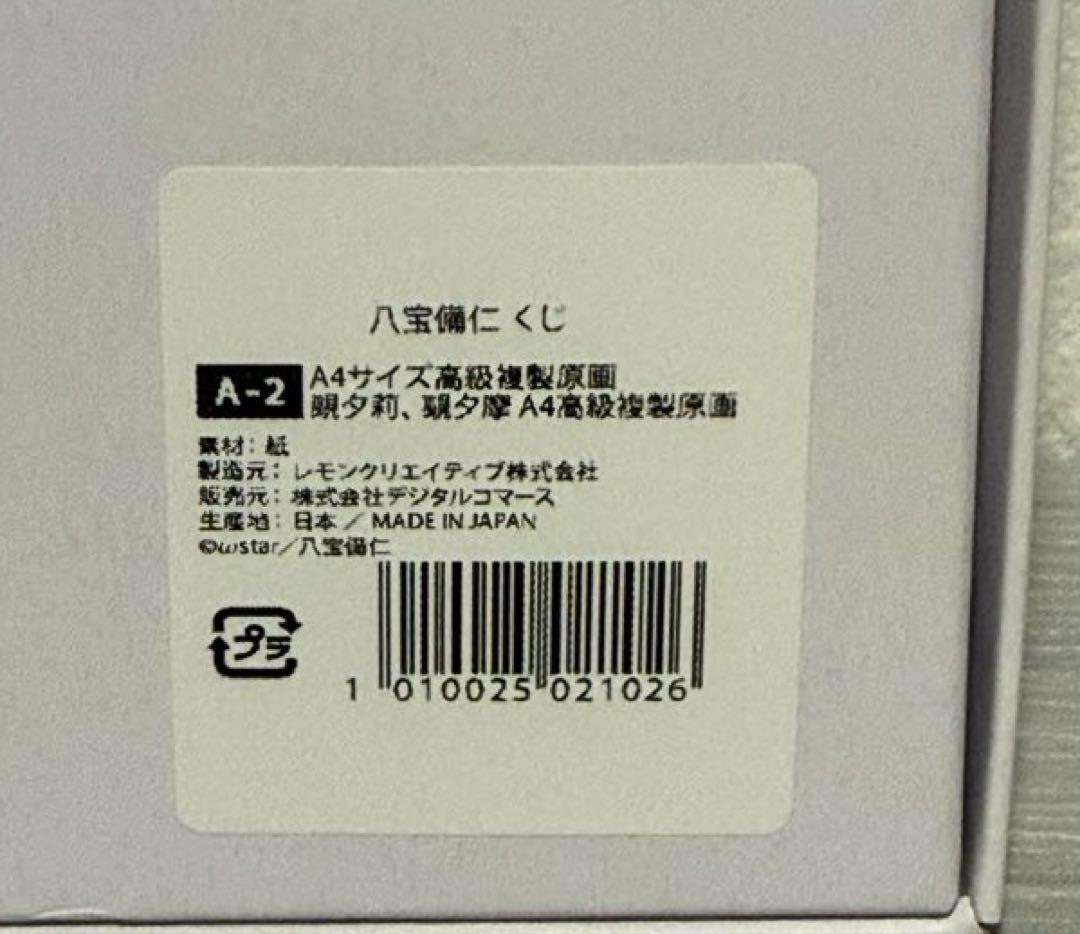 八宝備仁 くじ
A-2
A4サイズ高級複製原画
覡夕莉、覡夕摩 A4高級複製原画
素材：紙
製造元：レモンクリエイティブ株式会社
販売元：株式会社デジタルコマース
生産地：日本／MADE IN JAPAN
©ωstar／八宝備仁
プラ
1 010025 021026